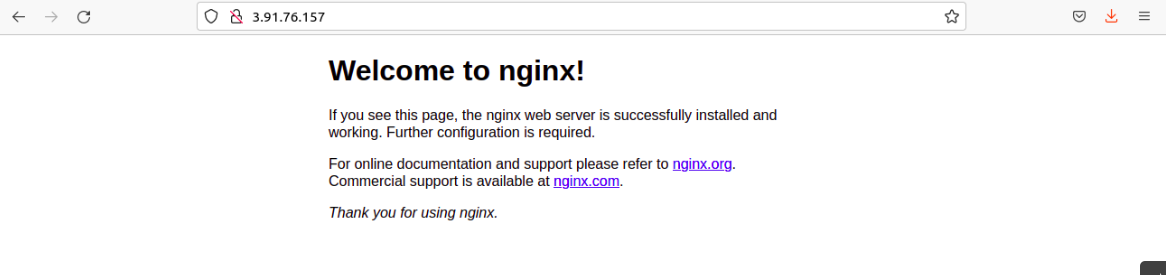 3.91.76.157
Welcome to nginx!
If you see this page, the nginx web server is successfully installed and
working. Further configuration is required.
For online documentation and support please refer to nginx.org.
Commercial support is available at nginx.com.
Thank you for using nginx.